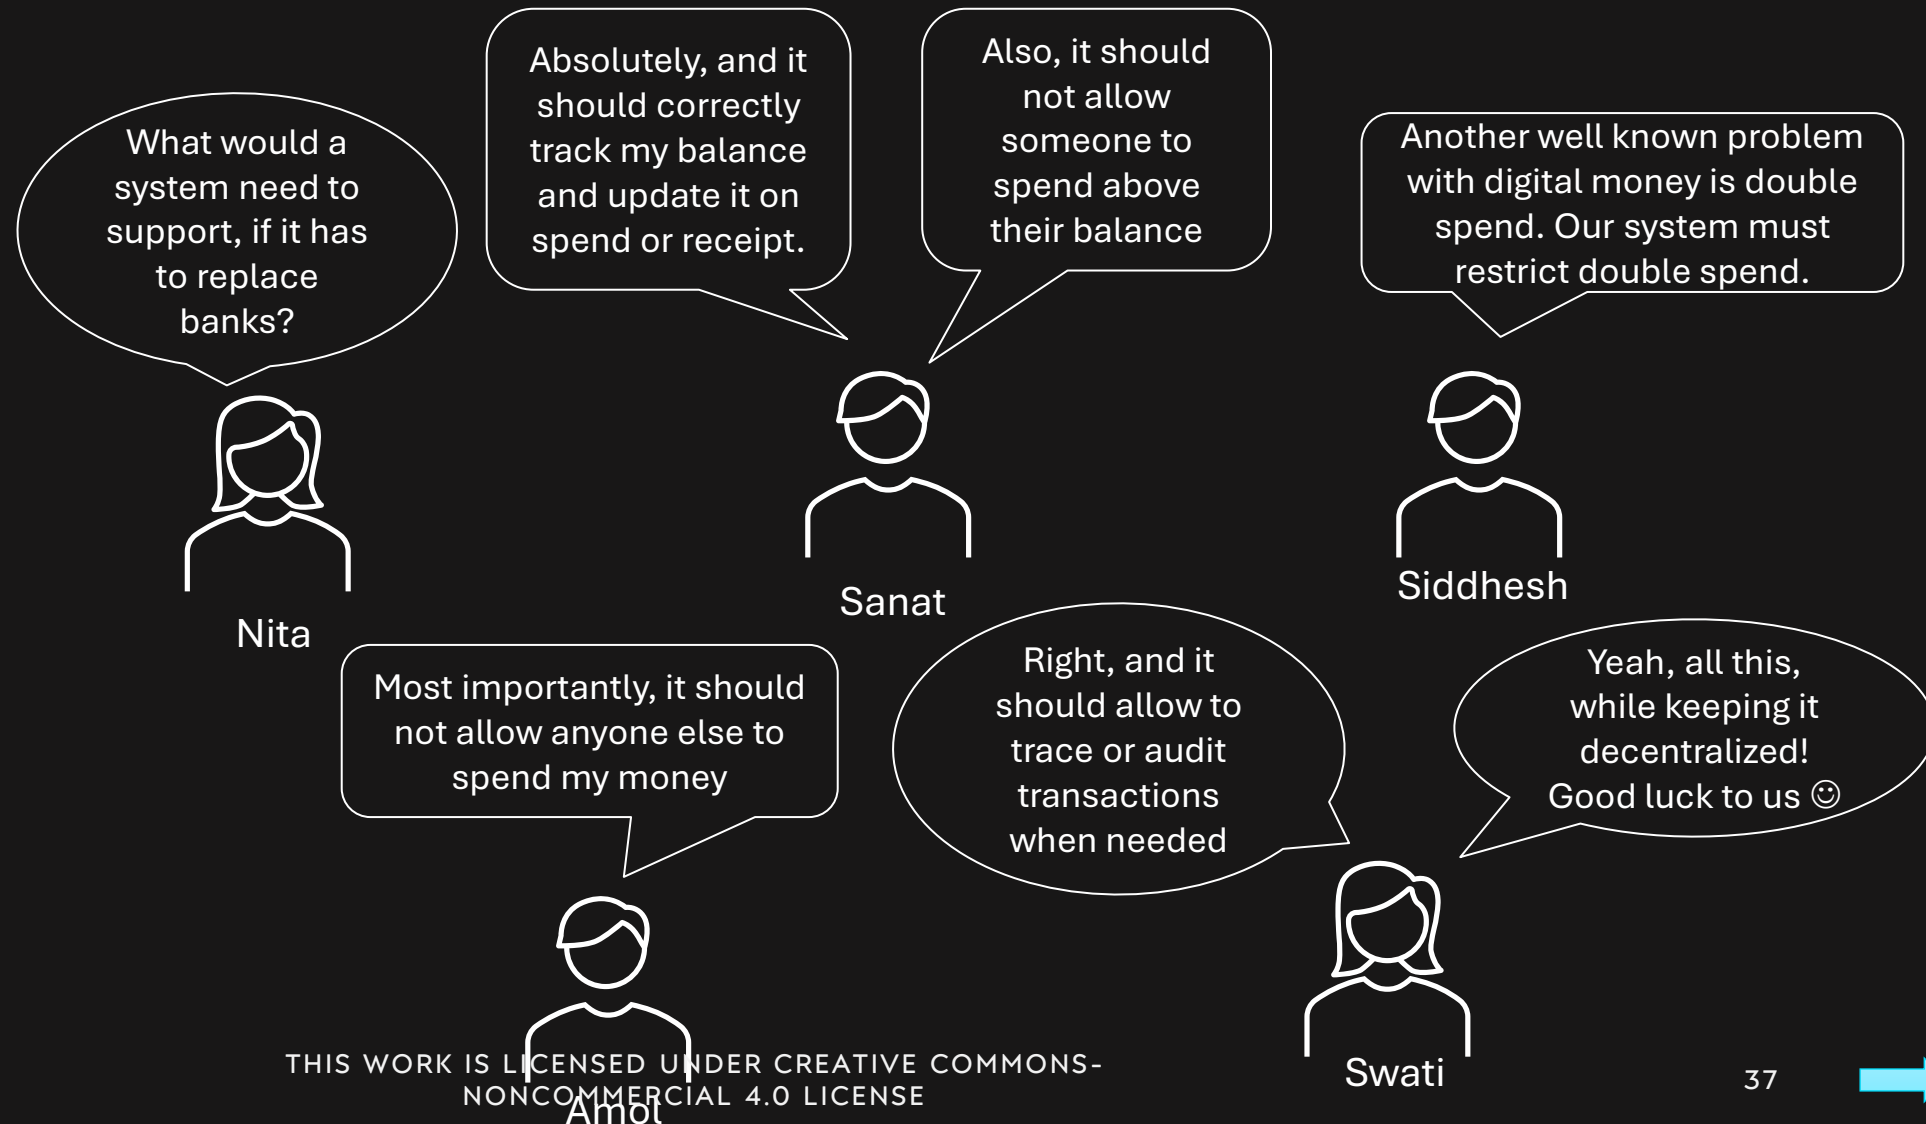 What would a
system need to
support, if it has
to replace
banks?
Absolutely, and it
should correctly
track my balance
and update it on
spend or receipt.
Also, it should
not allow
someone to
spend above
their balance
Another well known problem
with digital money is double
spend. Our system must
restrict double spend.
Nita
Sanat
Siddhesh
Most importantly, it should
not allow anyone else to
spend my money
Right, and it
should allow to
trace or audit
transactions
when needed
Yeah, all this,
while keeping it
decentralized!
Good luck to us ☺
Amol
Swati
THIS WORK IS LICENSED UNDER CREATIVE COMMONS-
NONCOMMERCIAL 4.0 LICENSE
37